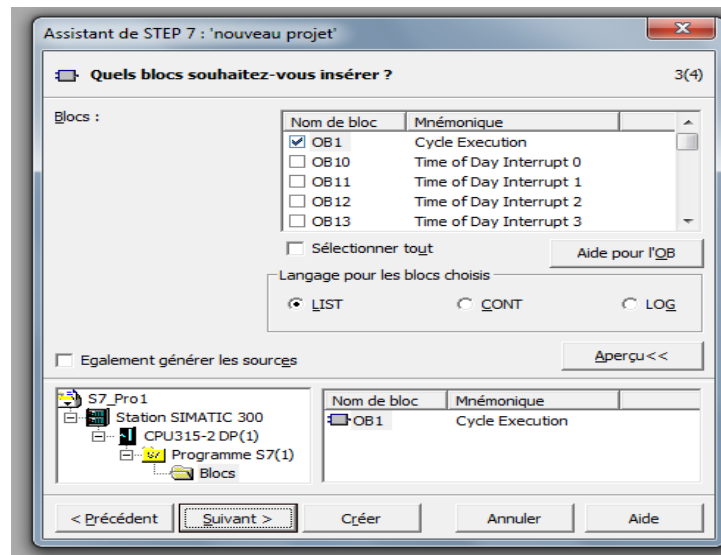 Assistant de STEP 7 : 'nouveau projet'
Quels blocs souhaitez-vous insérer ? 3(4)
Blocs :
Nom de bloc Mnémonique
OB1 Cycle Execution
OB10 Time of Day Interrupt 0
OB11 Time of Day Interrupt 1
OB12 Time of Day Interrupt 2
OB13 Time of Day Interrupt 3
Sélectionner tout
Aide pour l'OB
Langage pour les blocs choisis
LIST CONT LOG
Egalement générer les sources
Aperçu<<
S7_Pro1
Station SIMATIC 300
CPU315-2 DP(1)
Programme S7(1)
Blocs
Nom de bloc Mnémonique
OB1 Cycle Execution
< Précédent Suivant > Créer Annuler Aide